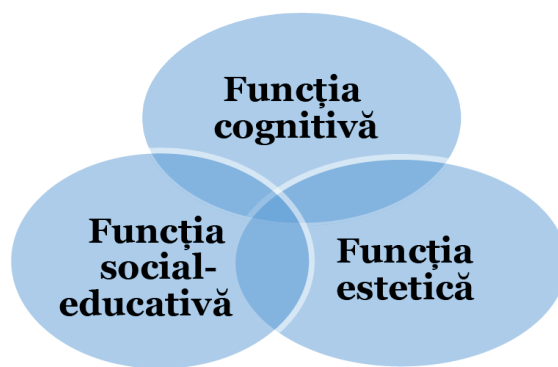 Funcția
cognitivă
Funcția
social-
educativă
Funcția
estetică